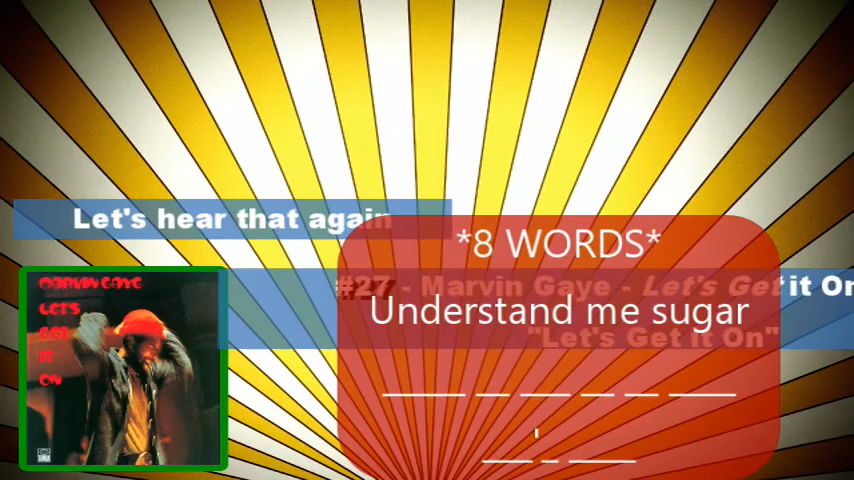 Let's hear that again
*8 WORDS*
#27 - Marvin Gaye - Let's Get it On
Understand me sugar
"Let's Get It On"
MARVIN GAYE
LET'S
GET
IT
ON
'